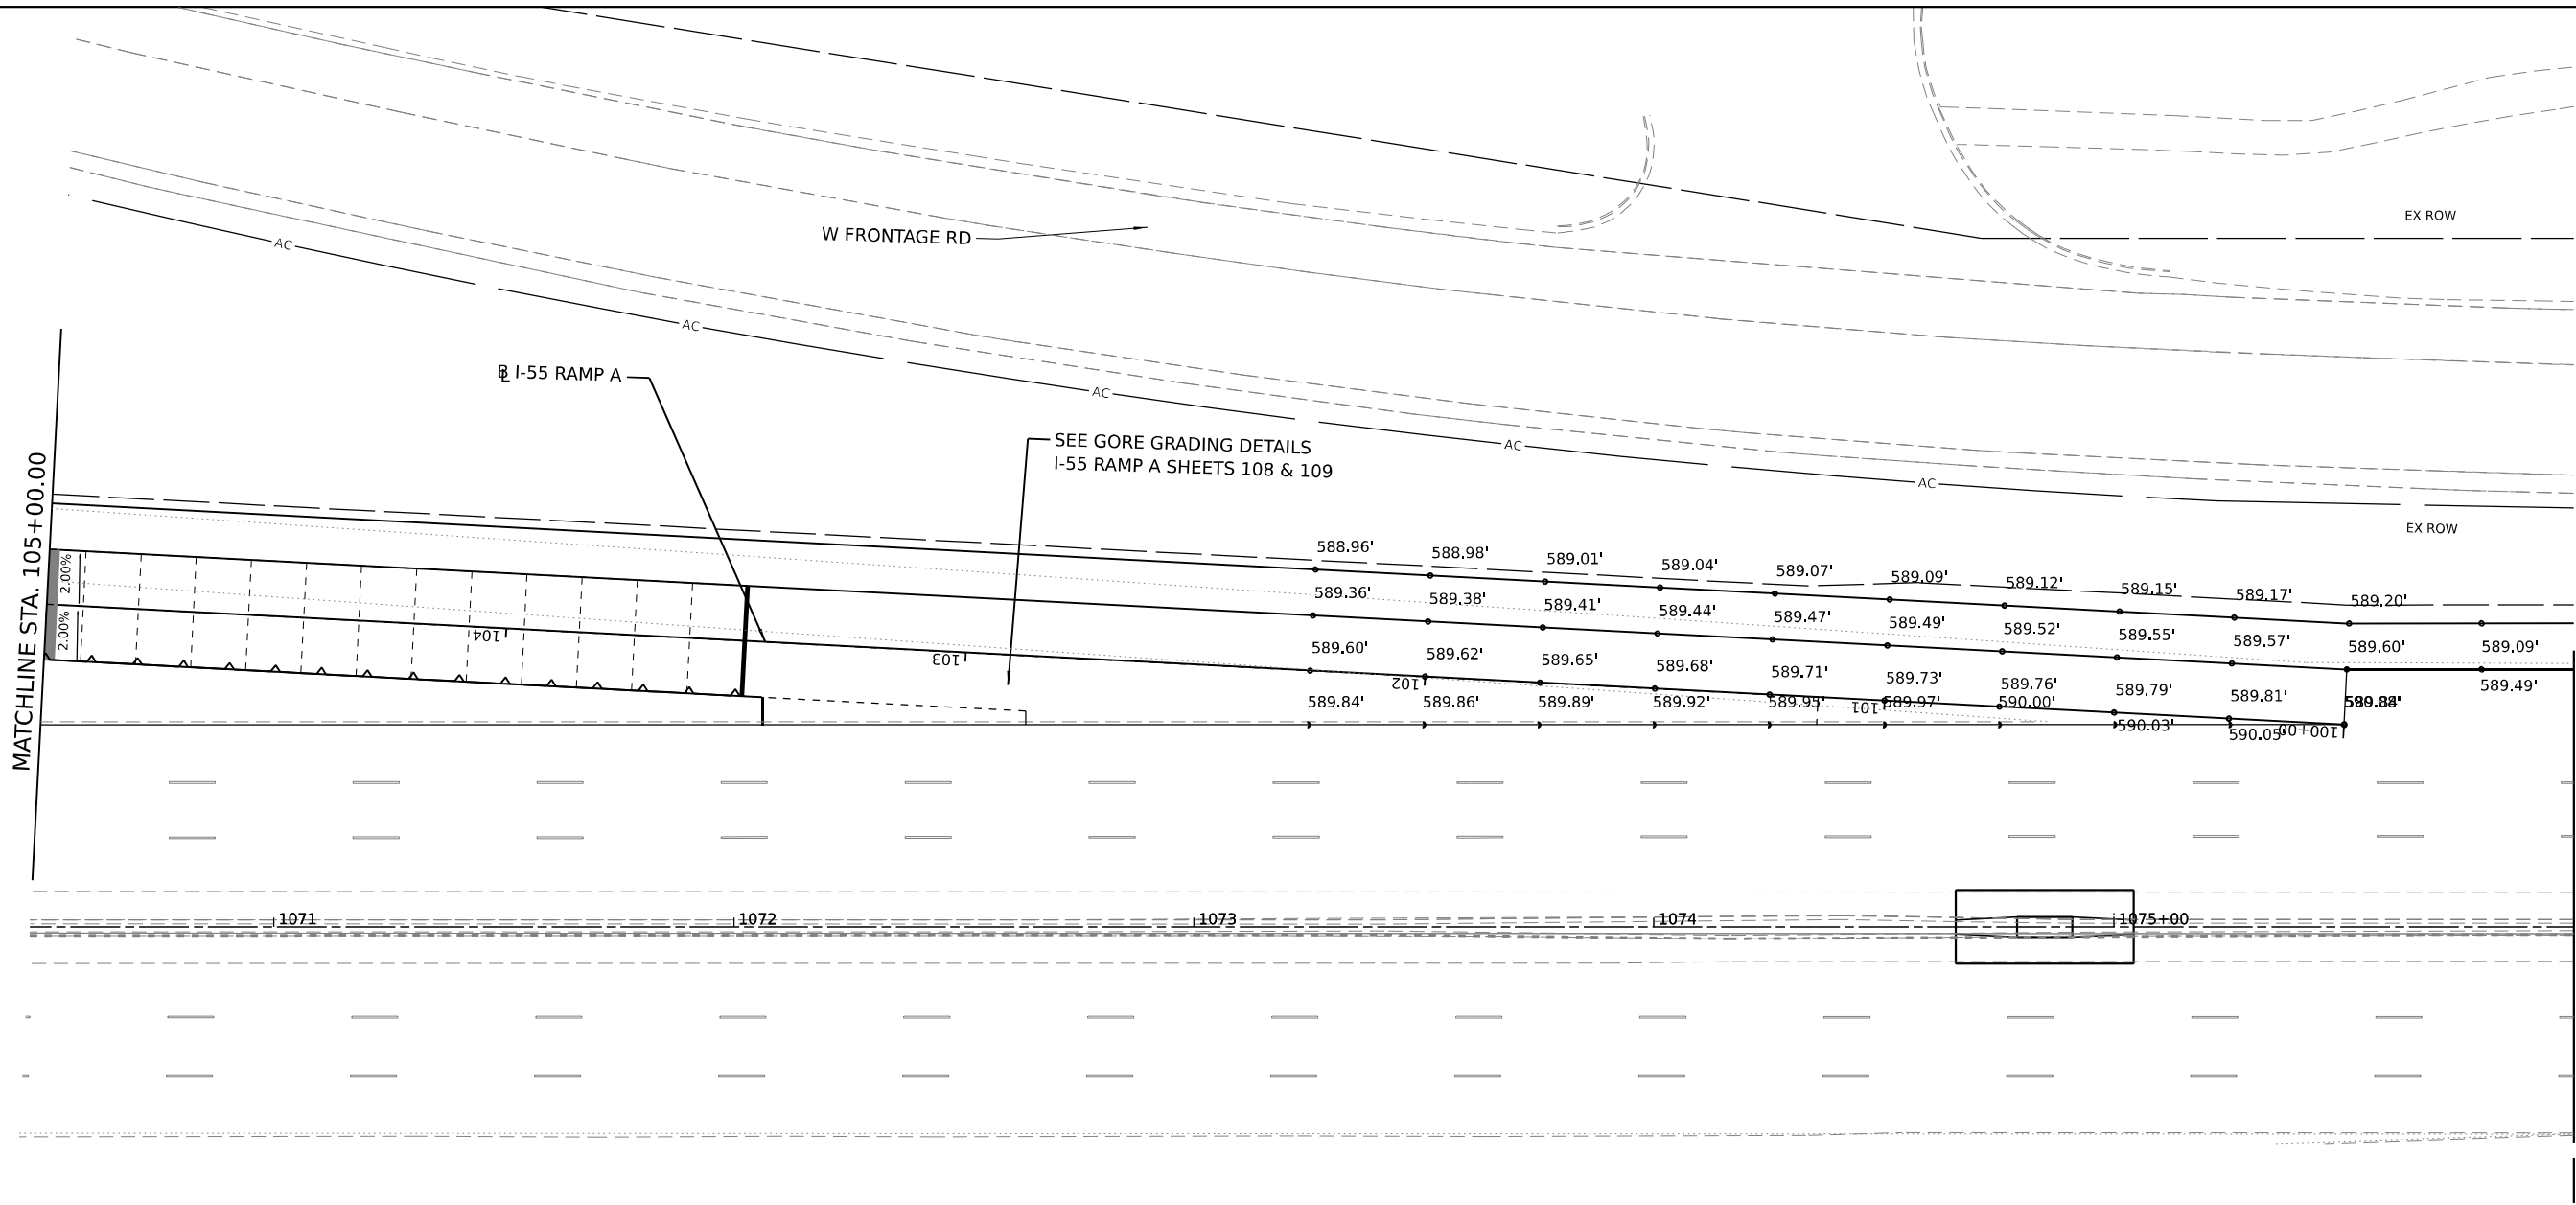 EX ROW
W FRONTAGE RD
AC
AC
AC
AC
AC
EX ROW
B I-55 RAMP A
L
SEE GORE GRADING DETAILS
I-55 RAMP A SHEETS 108 & 109
MATCHLINE STA. 105+00.00
2.00%
2.00%
588.96' 588.98' 589.01' 589.04' 589.07' 589.09' 589.12' 589.15' 589.17' 589.20'
589.36' 589.38' 589.41' 589.44' 589.47' 589.49' 589.52' 589.55' 589.57' 589.60' 589.09'
589.60' 589.62' 589.65' 589.68' 589.71' 589.73' 589.76' 589.79' 589.81' 589.84' 589.49'
589.84' 589.86' 589.89' 589.92' 589.95' 589.97' 590.00' 590.03' 590.05'
104
103
102
101
100+00
1071 1072 1073 1074 1075+00